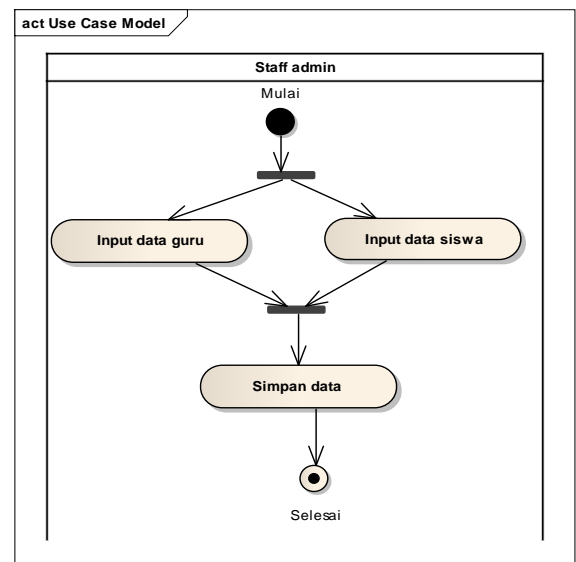 act Use Case Model
Staff admin
Mulai
Input data guru
Input data siswa
Simpan data
Selesai